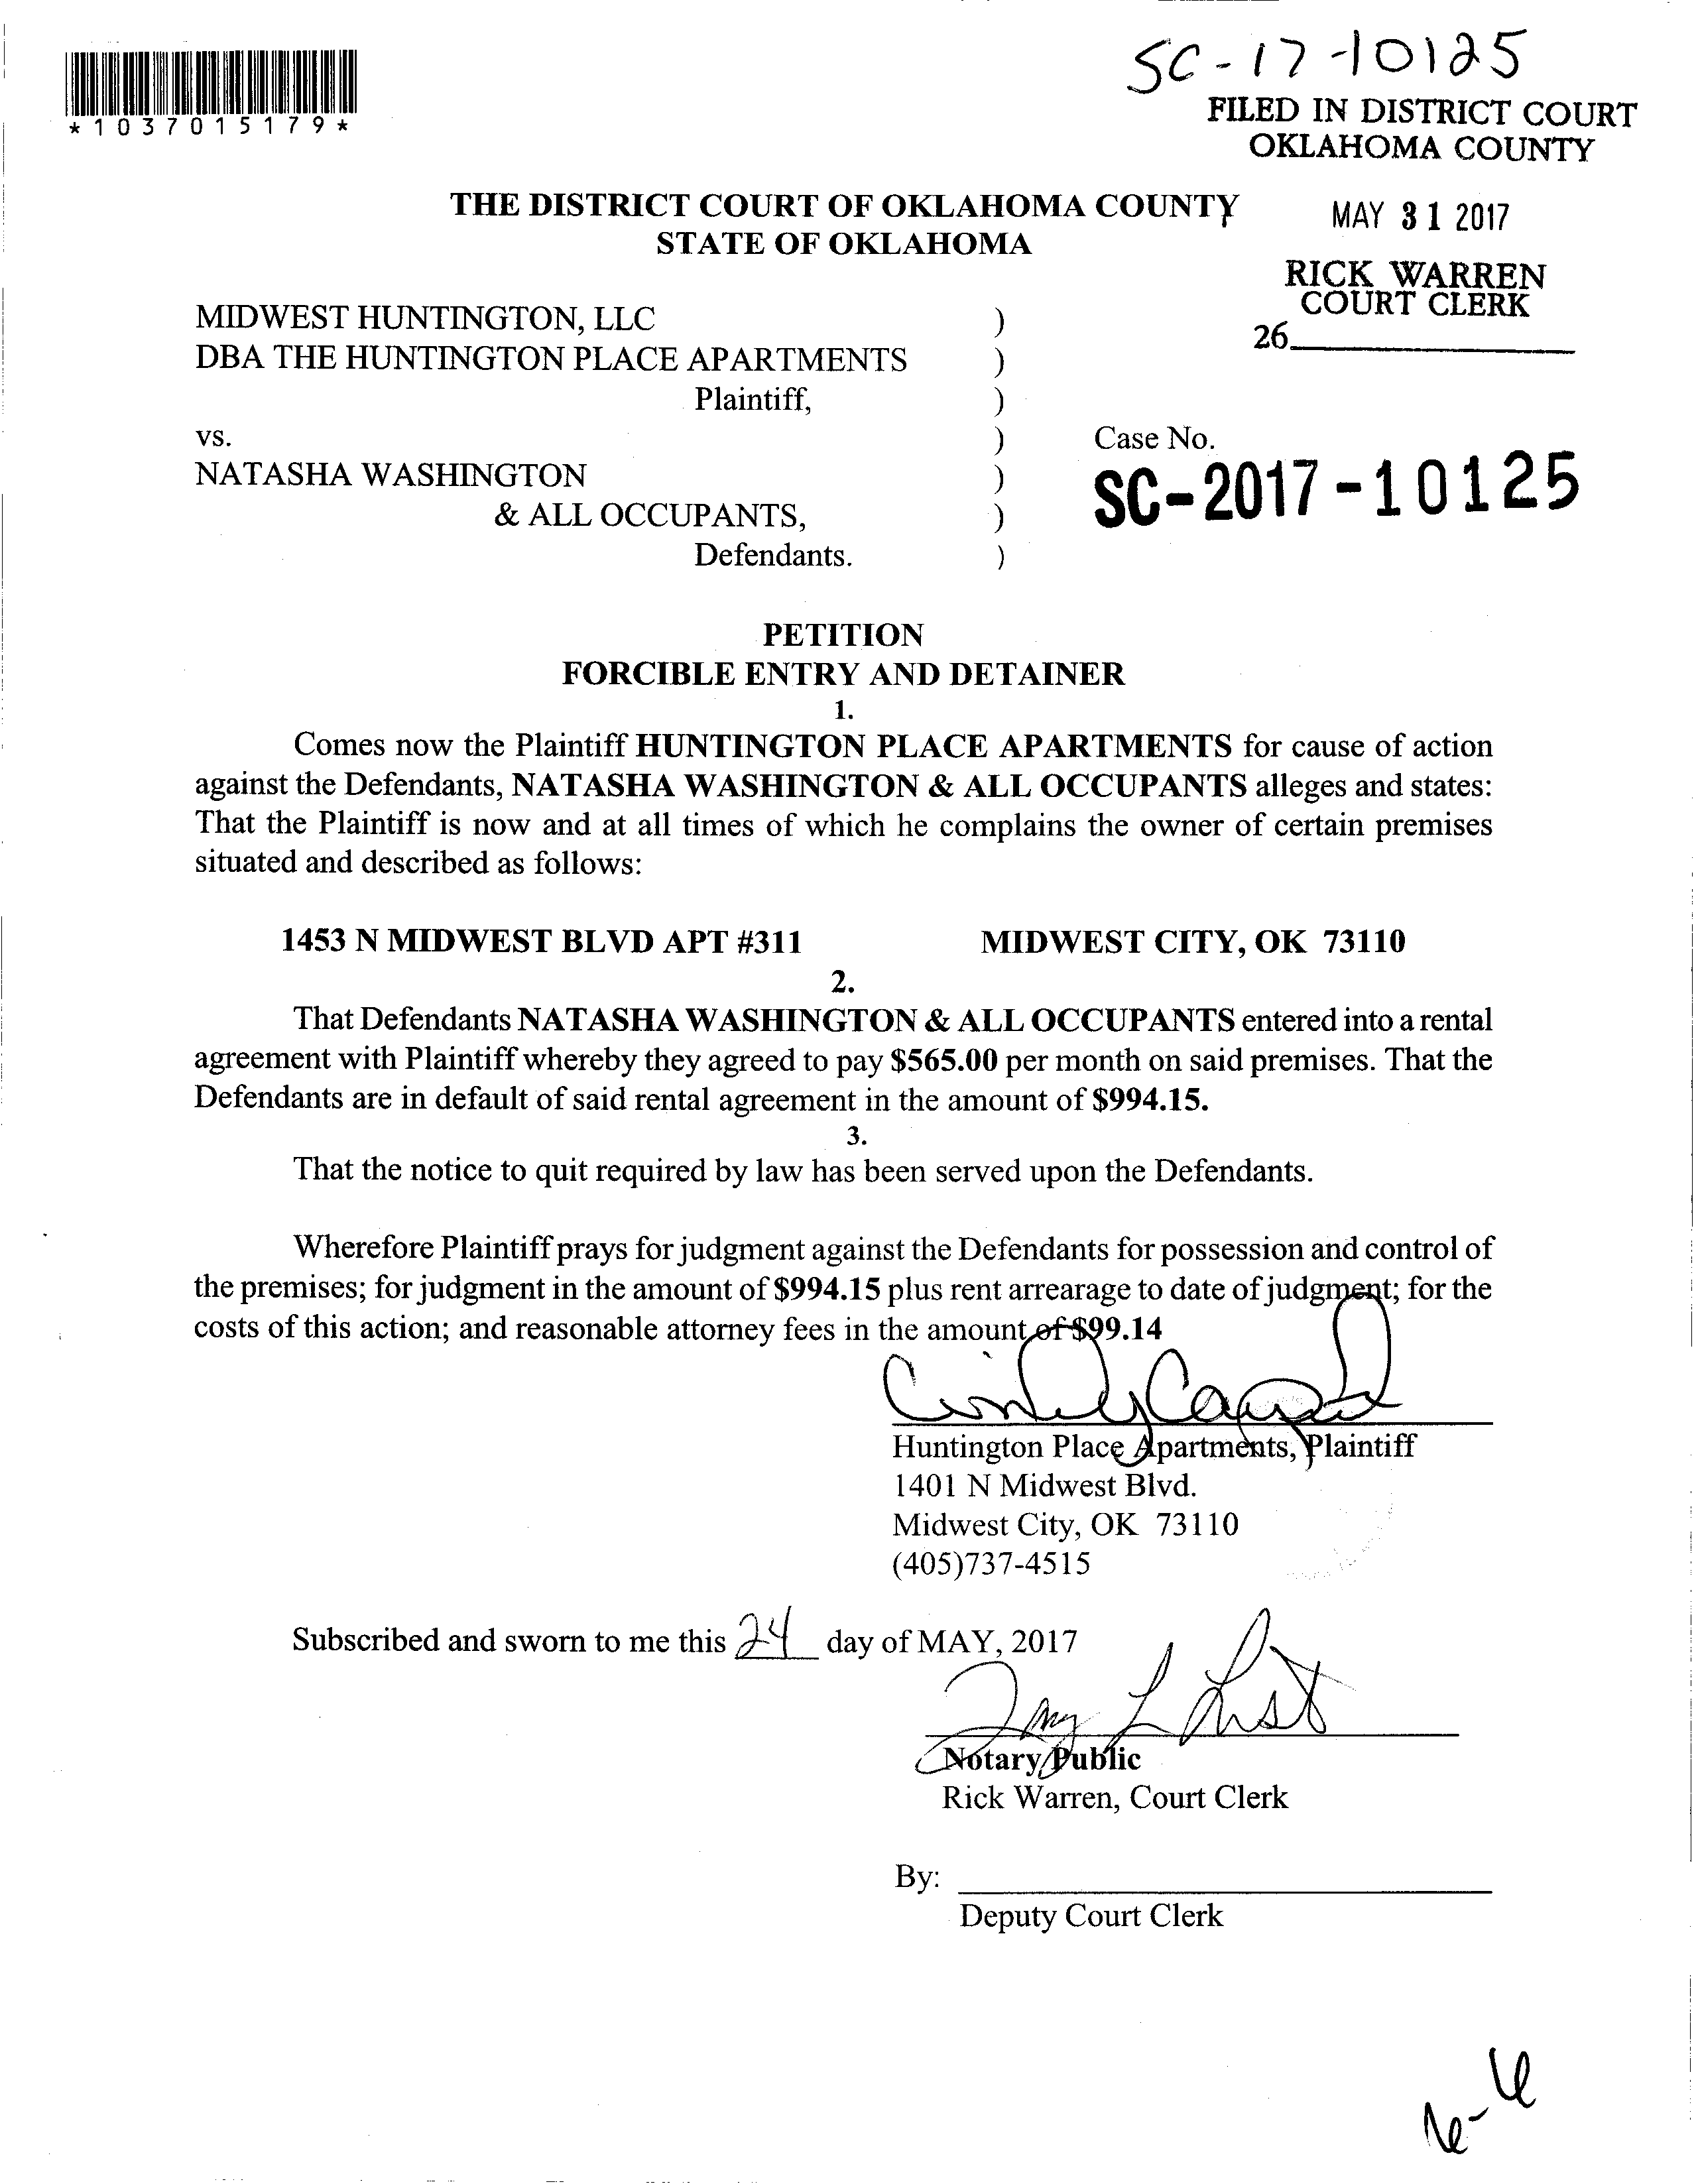 SC-17-10125
*1037015179*
FILED IN DISTRICT COURT
OKLAHOMA COUNTY
THE DISTRICT COURT OF OKLAHOMA COUNTY
STATE OF OKLAHOMA
MAY 31 2017
RICK WARREN
COURT CLERK
26
MIDWEST HUNTINGTON, LLC )
DBA THE HUNTINGTON PLACE APARTMENTS )
Plaintiff, )
vs. ) Case No.
NATASHA WASHINGTON ) SC-2017-10125
& ALL OCCUPANTS, )
Defendants. )
PETITION
FORCIBLE ENTRY AND DETAINER
1.
Comes now the Plaintiff HUNTINGTON PLACE APARTMENTS for cause of action
against the Defendants, NATASHA WASHINGTON & ALL OCCUPANTS alleges and states:
That the Plaintiff is now and at all times of which he complains the owner of certain premises
situated and described as follows:
1453 N MIDWEST BLVD APT #311 MIDWEST CITY, OK 73110
2.
That Defendants NATASHA WASHINGTON & ALL OCCUPANTS entered into a rental
agreement with Plaintiff whereby they agreed to pay $565.00 per month on said premises. That the
Defendants are in default of said rental agreement in the amount of $994.15.
3.
That the notice to quit required by law has been served upon the Defendants.
Wherefore Plaintiff prays for judgment against the Defendants for possession and control of
the premises; for judgment in the amount of $994.15 plus rent arrearage to date of judgment; for the
costs of this action; and reasonable attorney fees in the amount of $99.14
Huntington Place Apartments, Plaintiff
1401 N Midwest Blvd.
Midwest City, OK 73110
(405)737-4515
Subscribed and sworn to me this 24 day of MAY, 2017
Notary Public
Rick Warren, Court Clerk
By:
Deputy Court Clerk